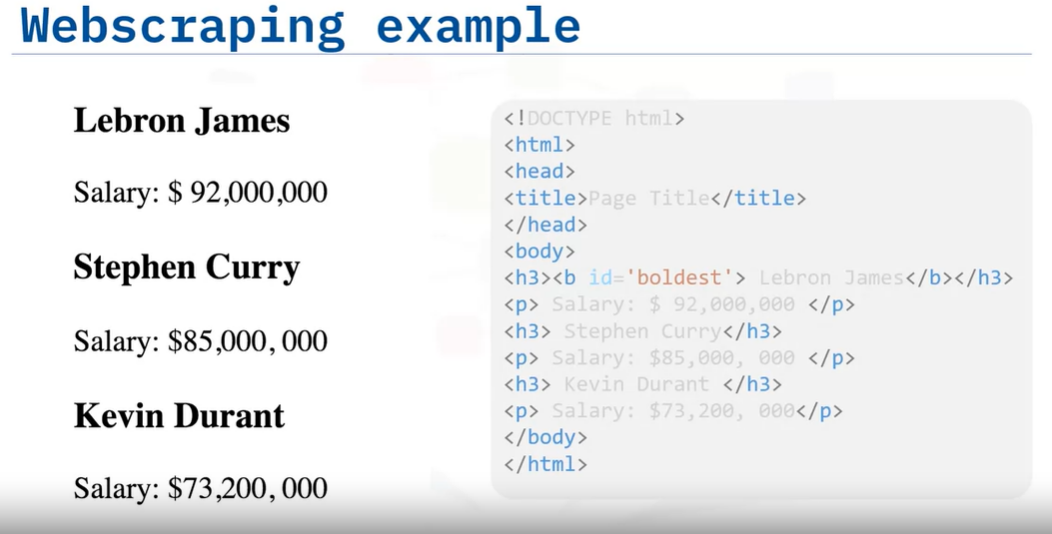 Webscraping example
Lebron James
Salary: $ 92,000,000
Stephen Curry
Salary: $85,000, 000
Kevin Durant
Salary: $73,200, 000
<!DOCTYPE html>
<html>
<head>
<title>Page Title</title>
</head>
<body>
<h3><b id='boldest'> Lebron James</b></h3>
<p> Salary: $ 92,000,000 </p>
<h3> Stephen Curry</h3>
<p> Salary: $85,000, 000 </p>
<h3> Kevin Durant </h3>
<p> Salary: $73,200, 000</p>
</body>
</html>